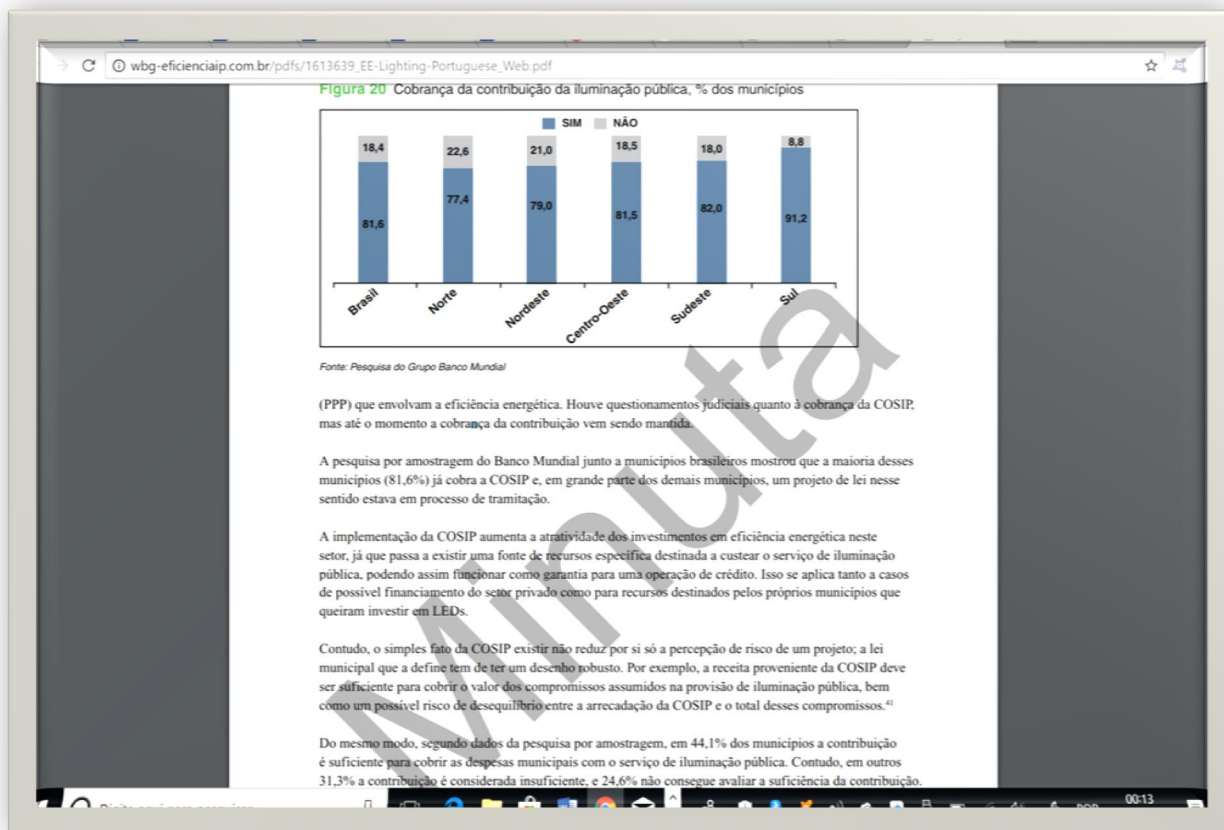 wbg-eficienciaip.com.br/pdfs/1613639_EE-Lighting-Portuguese_Web.pdf
Figura 20 Cobrança da contribuição da iluminação pública, % dos municípios
SIM NÃO
18,4 22,6 21,0 18,5 18,0 8,8
81,6 77,4 79,0 81,5 82,0 91,2
Brasil Norte Nordeste Centro-Oeste Sudeste Sul
Fonte: Pesquisa do Grupo Banco Mundial
(PPP) que envolvam a eficiência energética. Houve questionamentos judiciais quanto à cobrança da COSIP,
mas até o momento a cobrança da contribuição vem sendo mantida.
A pesquisa por amostragem do Banco Mundial junto a municípios brasileiros mostrou que a maioria desses
municípios (81,6%) já cobra a COSIP e, em grande parte dos demais municípios, um projeto de lei nesse
sentido estava em processo de tramitação.
A implementação da COSIP aumenta a atratividade dos investimentos em eficiência energética neste
setor, já que passa a existir uma fonte de recursos específica destinada a custear o serviço de iluminação
pública, podendo assim funcionar como garantia para uma operação de crédito. Isso se aplica tanto a casos
de possível financiamento do setor privado como para recursos destinados pelos próprios municípios que
queiram investir em LEDs.
Contudo, o simples fato da COSIP existir não reduz por si só a percepção de risco de um projeto; a lei
municipal que a define tem de ter um desenho robusto. Por exemplo, a receita proveniente da COSIP deve
ser suficiente para cobrir o valor dos compromissos assumidos na provisão de iluminação pública, bem
como um possível risco de desequilíbrio entre a arrecadação da COSIP e o total desses compromissos.⁴¹
Do mesmo modo, segundo dados da pesquisa por amostragem, em 44,1% dos municípios a contribuição
é suficiente para cobrir as despesas municipais com o serviço de iluminação pública. Contudo, em outros
31,3% a contribuição é considerada insuficiente, e 24,6% não consegue avaliar a suficiência da contribuição.
Minuta
POR 00:13